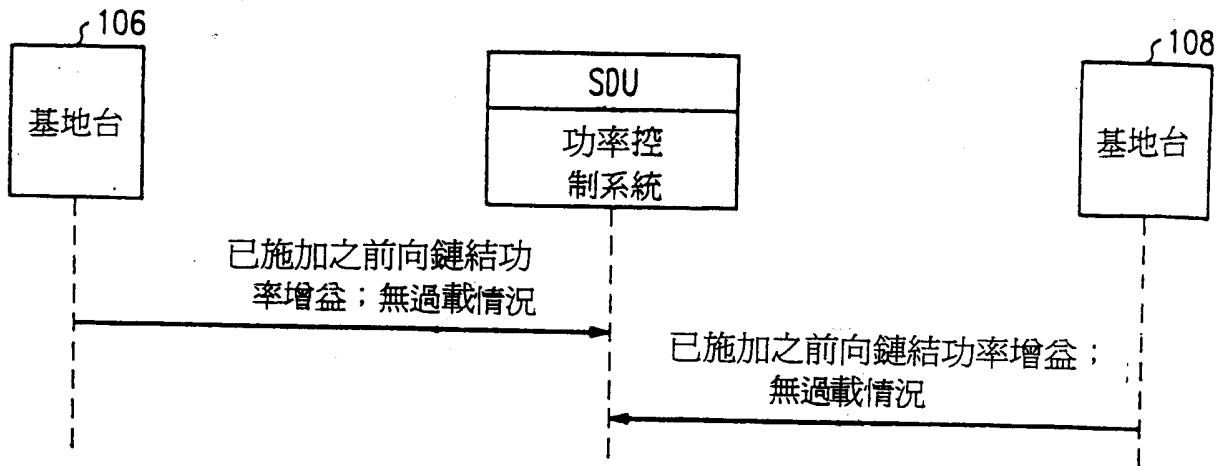 106
基地台
SDU
功率控
制系統
108
基地台
已施加之前向鏈結功
率增益；無過載情況
已施加之前向鏈結功率增益；
無過載情況